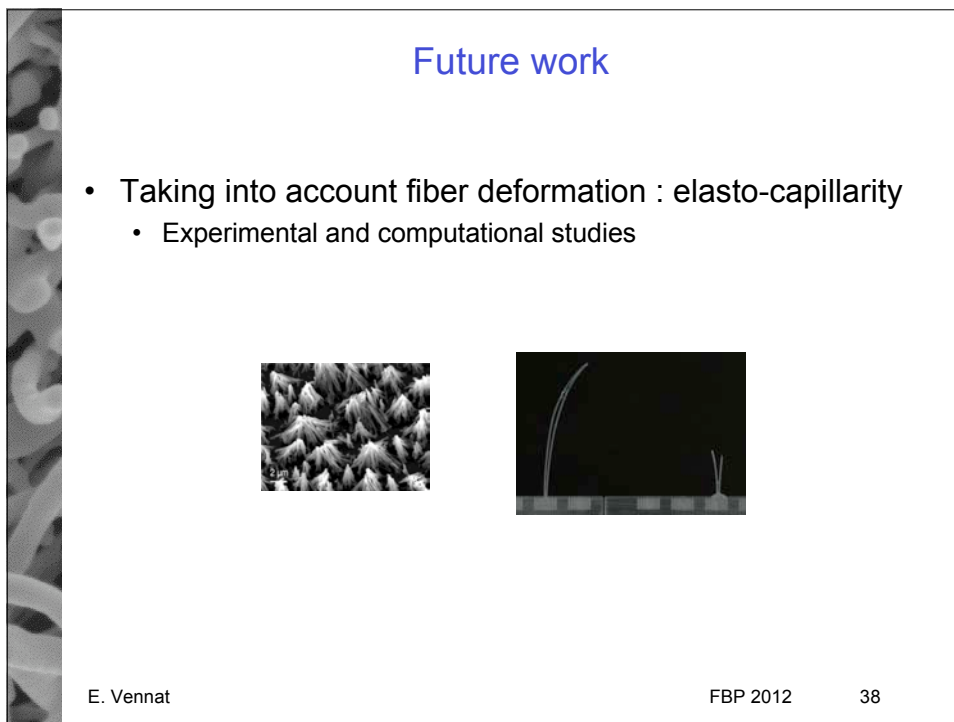 Future work
• Taking into account fiber deformation : elasto-capillarity
• Experimental and computational studies
2 µm
E. Vennat FBP 2012 38